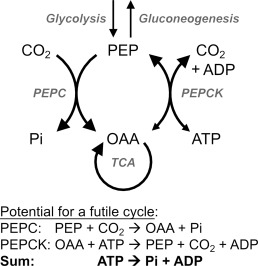 Glycolysis Gluconeogenesis
CO₂ PEP CO₂
+ ADP
PEPC PEPCK
Pi OAA ATP
TCA
Potential for a futile cycle:
PEPC: PEP + CO₂ → OAA + Pi
PEPCK: OAA + ATP → PEP + CO₂ + ADP
Sum: ATP → Pi + ADP